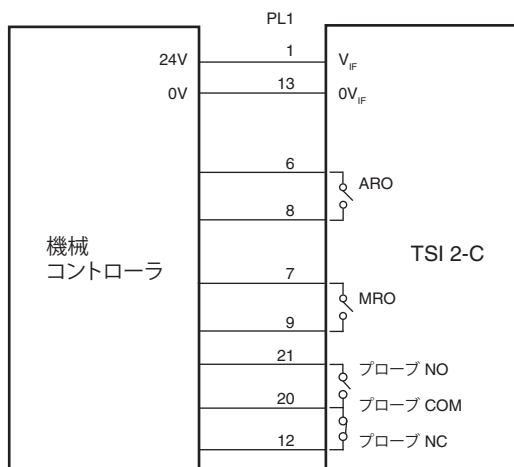 PL1
24V 1 V_IF
0V 13 0V_IF
6
ARO
8
機械
コントローラ
TSI 2-C
7
MRO
9
21 プローブ NO
20 プローブ COM
12 プローブ NC